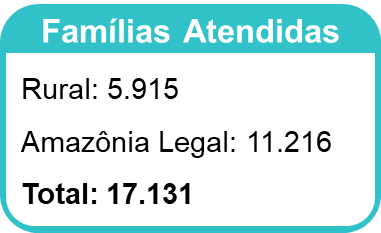 Famílias Atendidas
Rural: 5.915
Amazônia Legal: 11.216
Total: 17.131